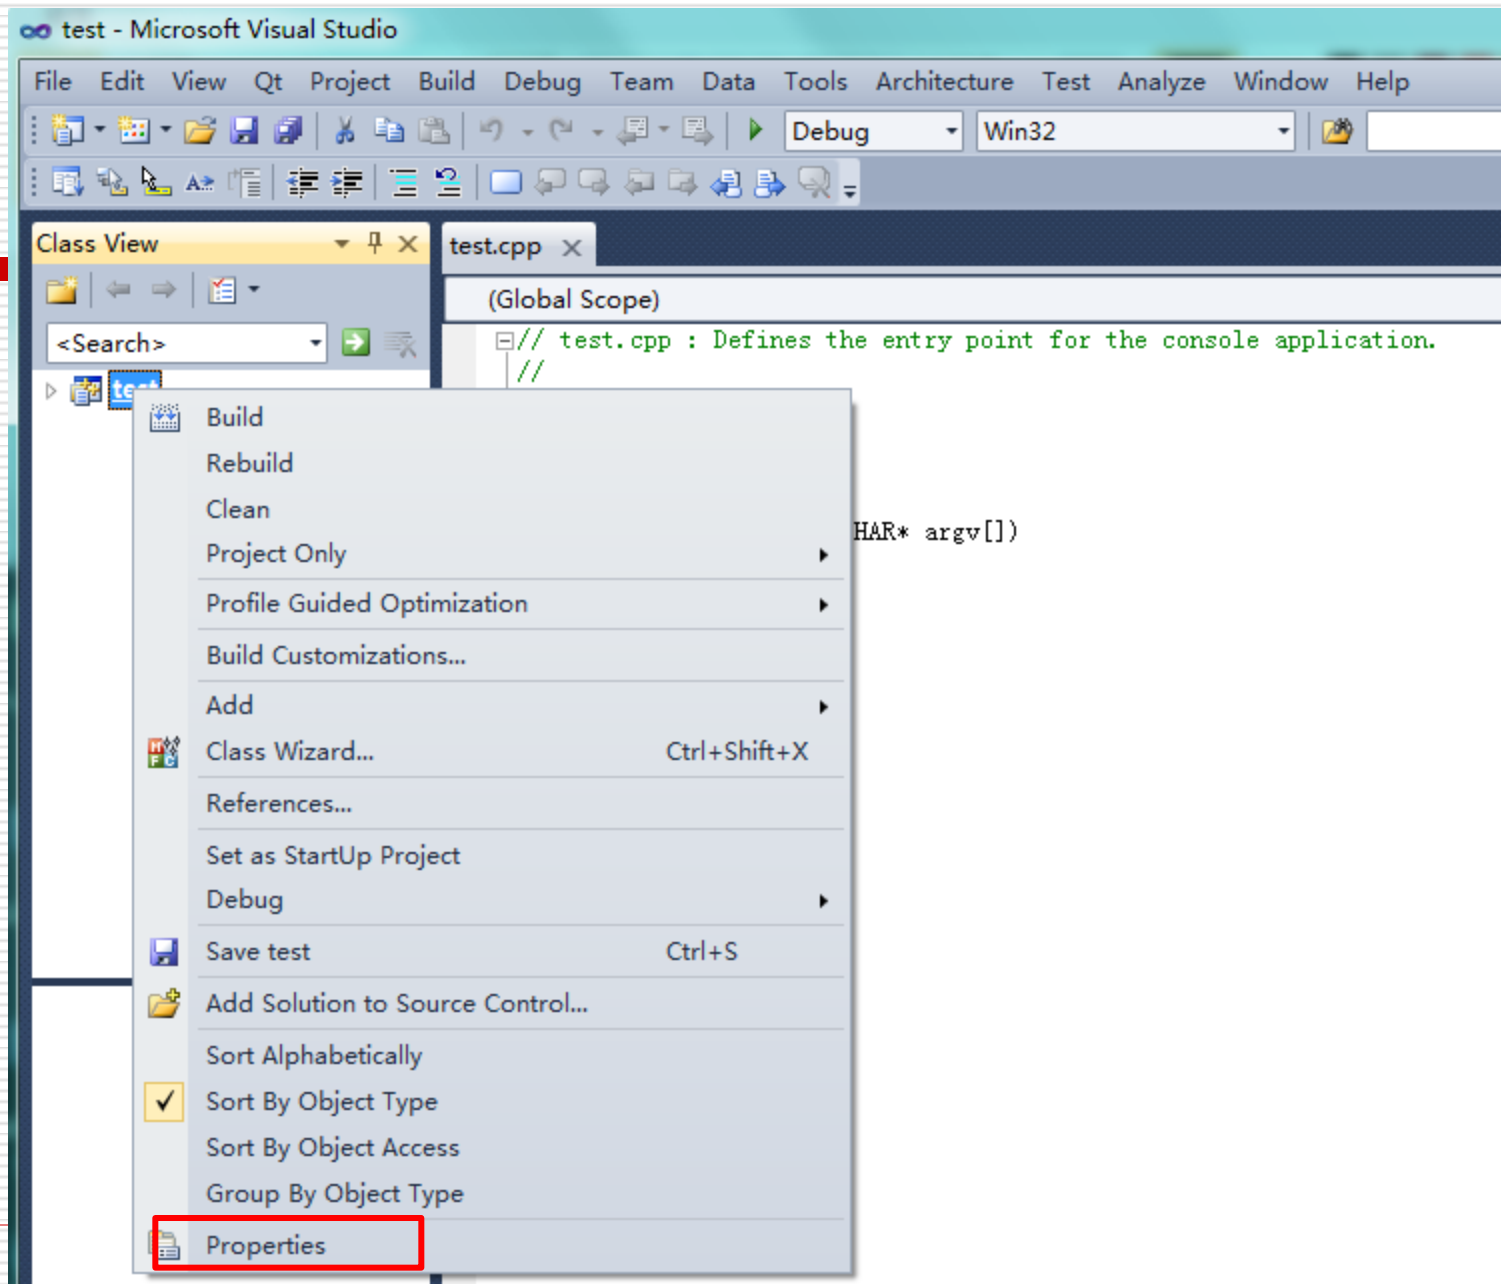 test - Microsoft Visual Studio
File Edit View Qt Project Build Debug Team Data Tools Architecture Test Analyze Window Help
Debug Win32
Class View
test.cpp
(Global Scope)
<Search>
// test.cpp : Defines the entry point for the console application.
//
test
Build
Rebuild
Clean
HAR* argv[])
Project Only
Profile Guided Optimization
Build Customizations...
Add
Class Wizard... Ctrl+Shift+X
References...
Set as StartUp Project
Debug
Save test Ctrl+S
Add Solution to Source Control...
Sort Alphabetically
Sort By Object Type
Sort By Object Access
Group By Object Type
Properties